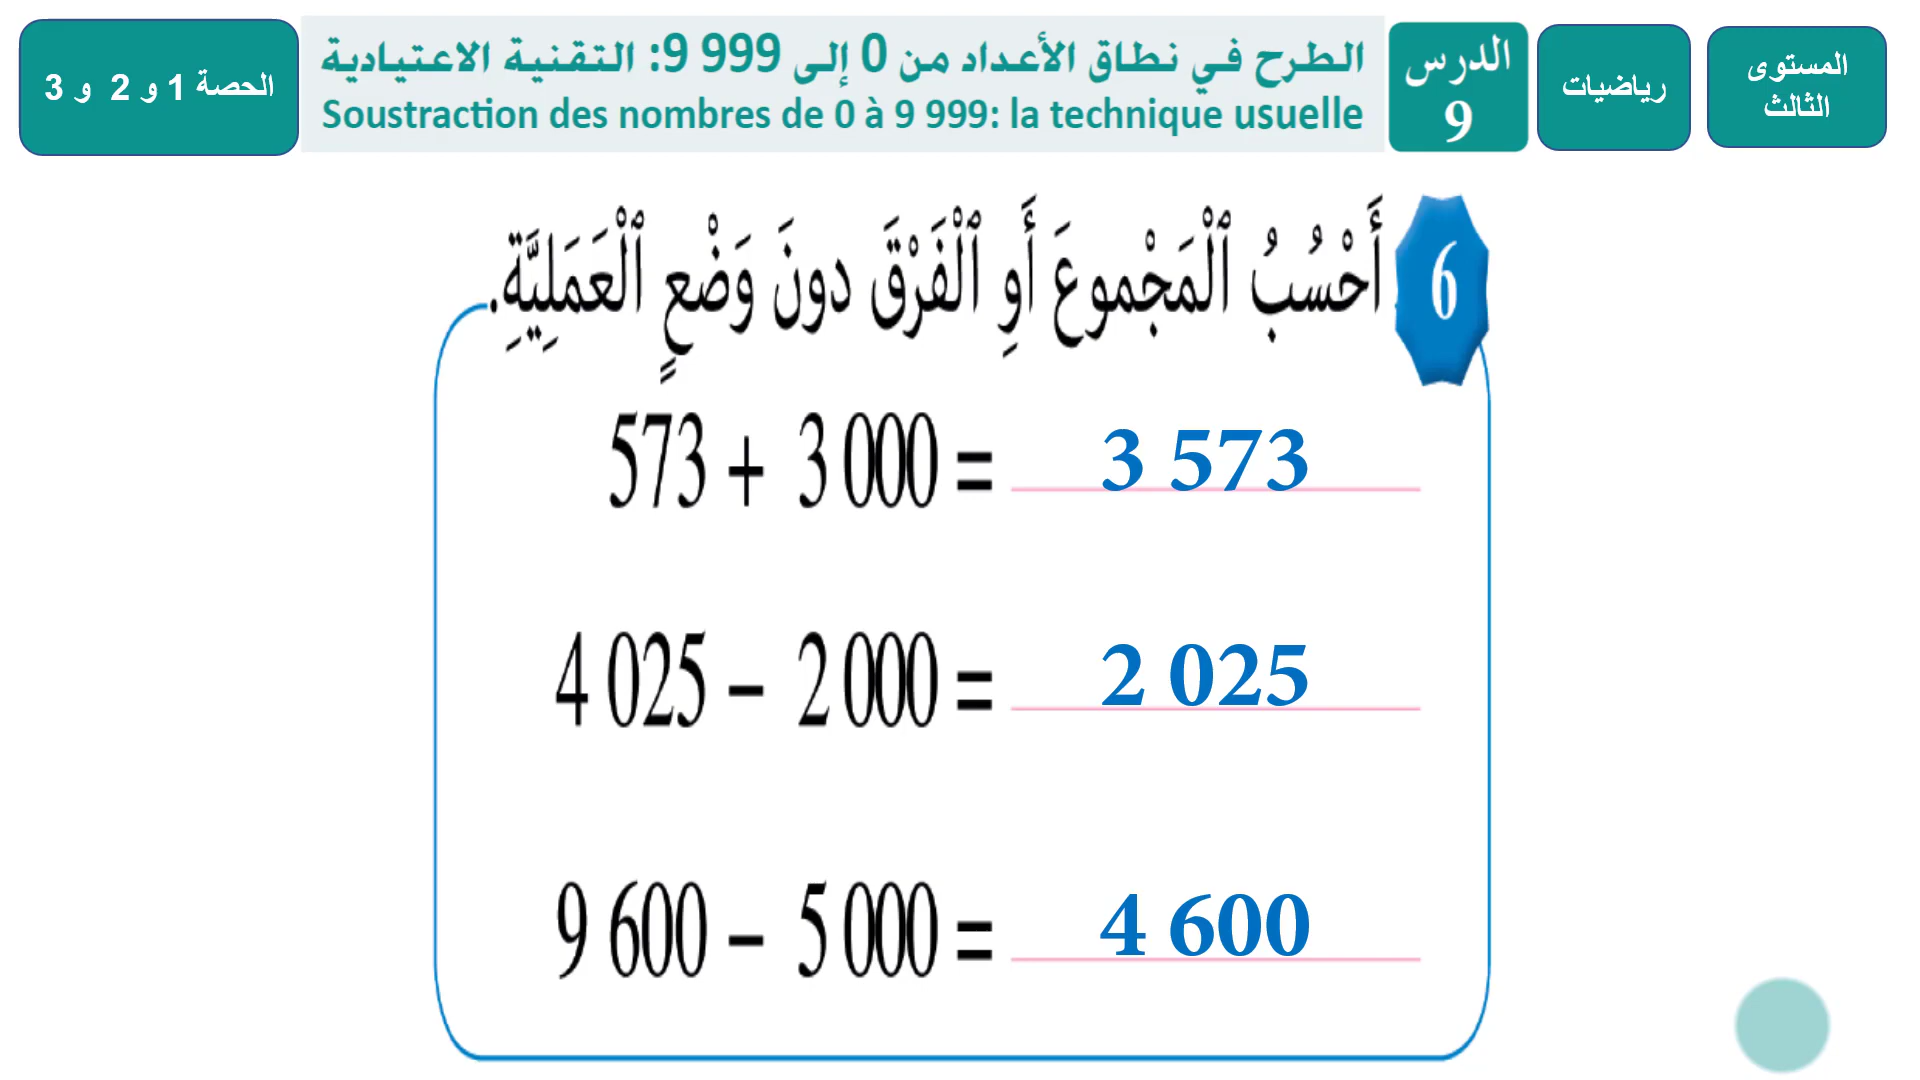 المستوى
الثالث
رياضيات
الدرس
9
الطرح في نطاق الأعداد من 0 إلى 999 9: التقنية الاعتيادية
Soustraction des nombres de 0 à 9 999: la technique usuelle
الحصة 1 و 2 و 3
6
أَحْسُبُ ٱلْمَجْموعَ أَوِ ٱلْفَرْقَ دونَ وَضْعٍ ٱلْعَمَلِيَّةِ.
573 + 3 000 = 3 573
4 025 – 2 000 = 2 025
9 600 – 5 000 = 4 600